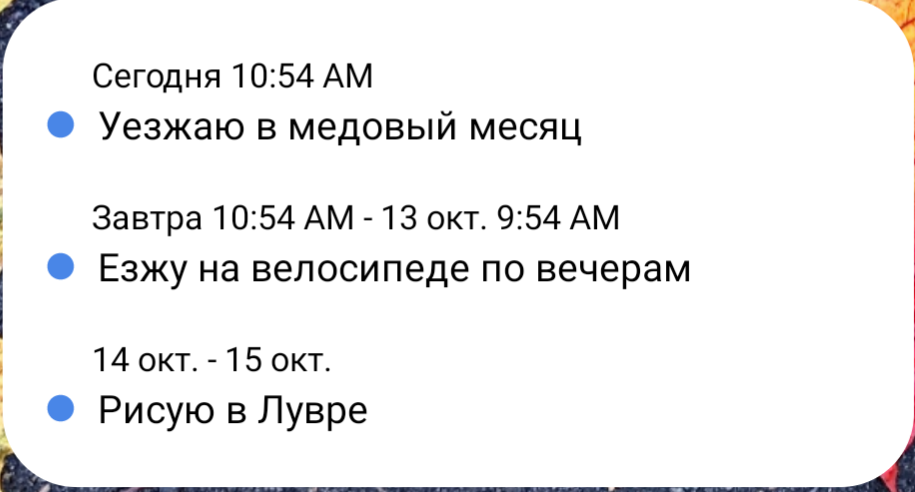 Сегодня 10:54 AM
Уезжаю в медовый месяц
Завтра 10:54 AM - 13 окт. 9:54 AM
Езжу на велосипеде по вечерам
14 окт. - 15 окт.
Рисую в Лувре